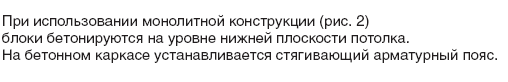 При использовании монолитной конструкции (рис. 2)
блоки бетонируются на уровне нижней плоскости потолка.
На бетонном каркасе устанавливается стягивающий арматурный пояс.